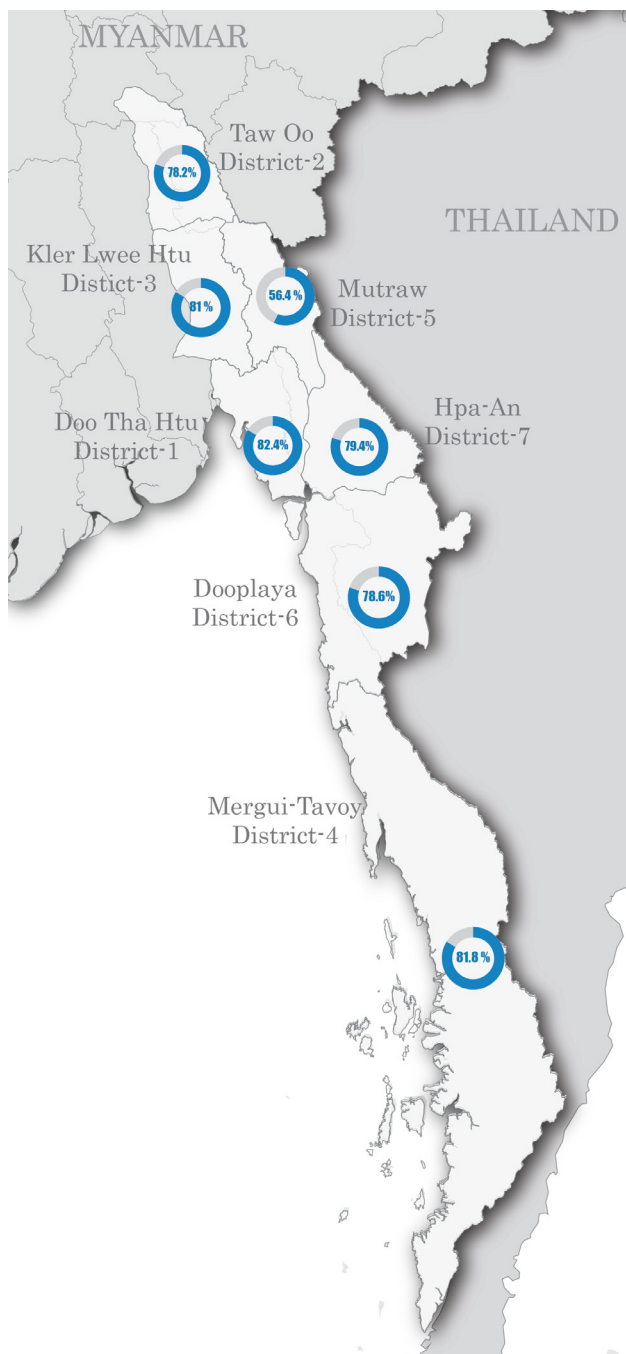 MYANMAR
Taw Oo
District-2
78.2%
THAILAND
Kler Lwee Htu
Distict-3
81 %
56.4 %
Mutraw
District-5
Doo Tha Htu
District-1
82.4%
79.4%
Hpa-An
District-7
Dooplaya
District-6
78.6%
Mergui-Tavoy
District-4
81.8 %